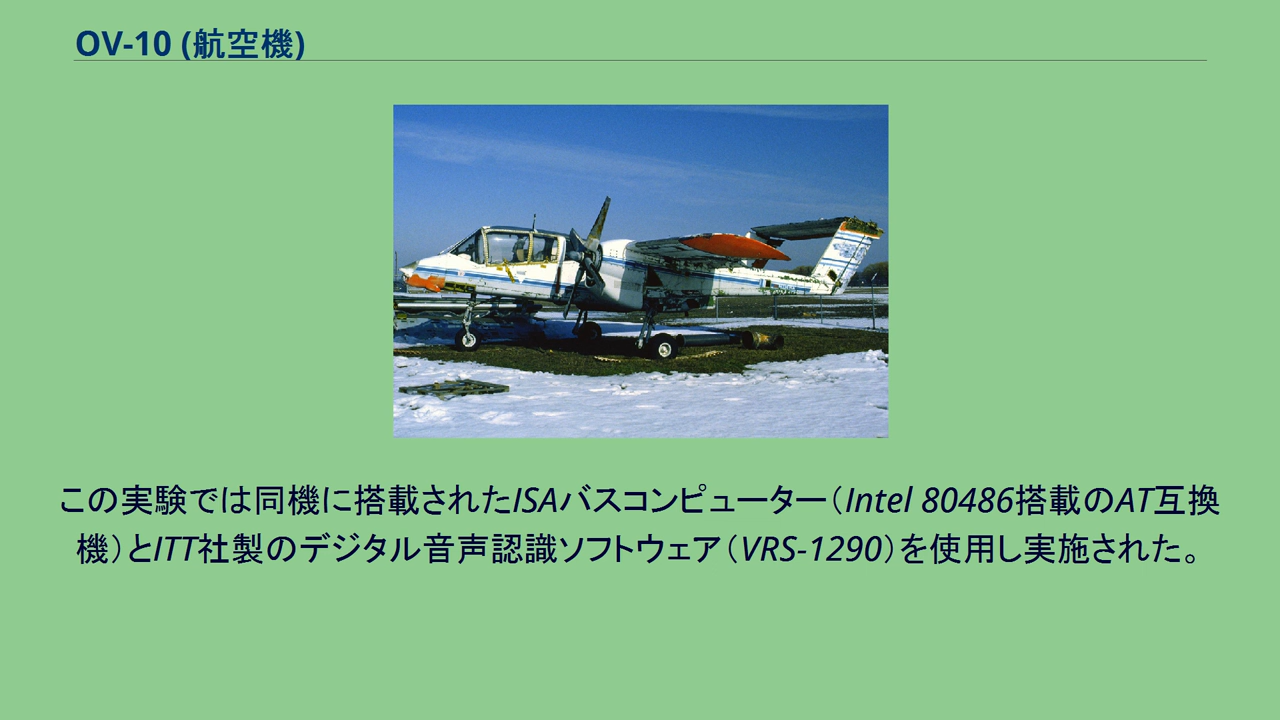 OV-10 (航空機)
この実験では同機に搭載されたISAバスコンピューター（Intel 80486搭載のAT互換
機）とITT社製のデジタル音声認識ソフトウェア（VRS-1290）を使用し実施された。